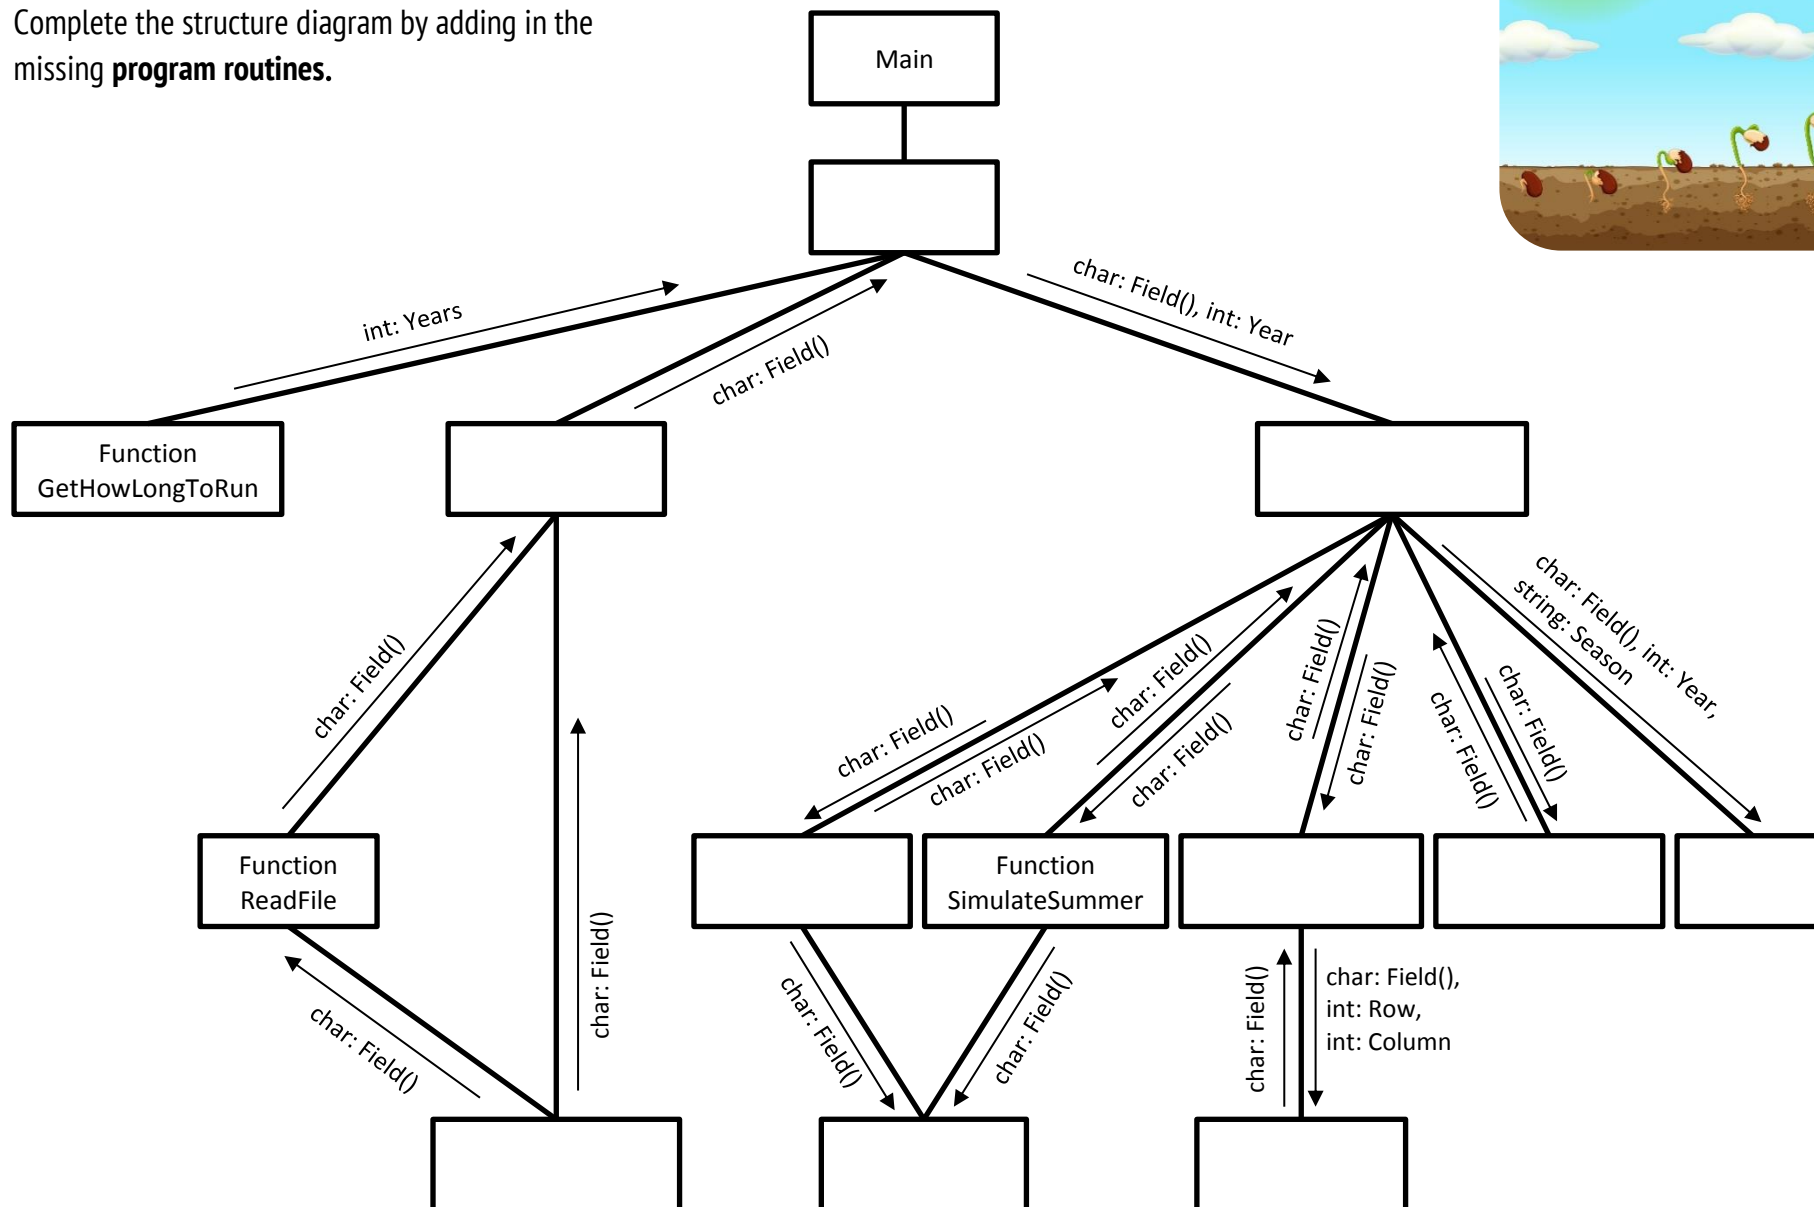 Complete the structure diagram by adding in the
missing program routines.
Main
int: Years
char: Field()
char: Field(), int: Year
Function
GetHowLongToRun
char: Field()
char: Field()
char: Field()
char: Field()
char: Field()
char: Field()
char: Field()
char: Field()
char: Field()
char: Field()
char: Field()
char: Field(), int: Year,
string: Season
Function
ReadFile
Function
SimulateSummer
char: Field()
char: Field()
char: Field()
char: Field()
char: Field(),
int: Row,
int: Column